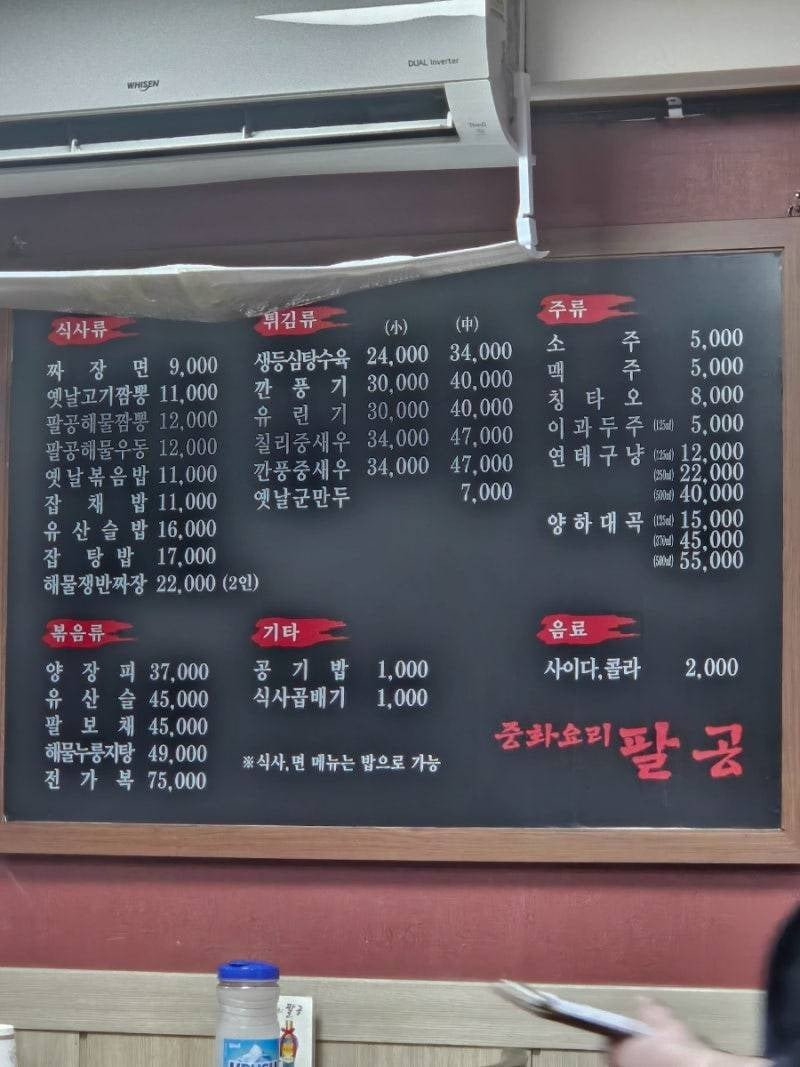 WHISEN
DUAL Inverter
식사류
짜장면 9,000
옛날고기짬뽕 11,000
팔공해물짬뽕 12,000
팔공해물우동 12,000
옛날볶음밥 11,000
잡채밥 11,000
유산슬밥 16,000
잡탕밥 17,000
해물쟁반짜장 22,000 (2인)
튀김류 (小) (中)
생등심탕수육 24,000 34,000
깐풍기 30,000 40,000
유린기 30,000 40,000
칠리중새우 34,000 47,000
깐풍중새우 34,000 47,000
옛날군만두 7,000
주류
소주 5,000
맥주 5,000
칭타오 8,000
이과두주 (125㎖) 5,000
연태구냥 (125㎖) 12,000
(250㎖) 22,000
(500㎖) 40,000
양하대곡 (125㎖) 15,000
(370㎖) 45,000
(500㎖) 55,000
볶음류
양장피 37,000
유산슬 45,000
팔보채 45,000
해물누룽지탕 49,000
전가복 75,000
기타
공기밥 1,000
식사곱배기 1,000
※식사,면 메뉴는 밥으로 가능
음료
사이다,콜라 2,000
중화요리 팔공
팔공